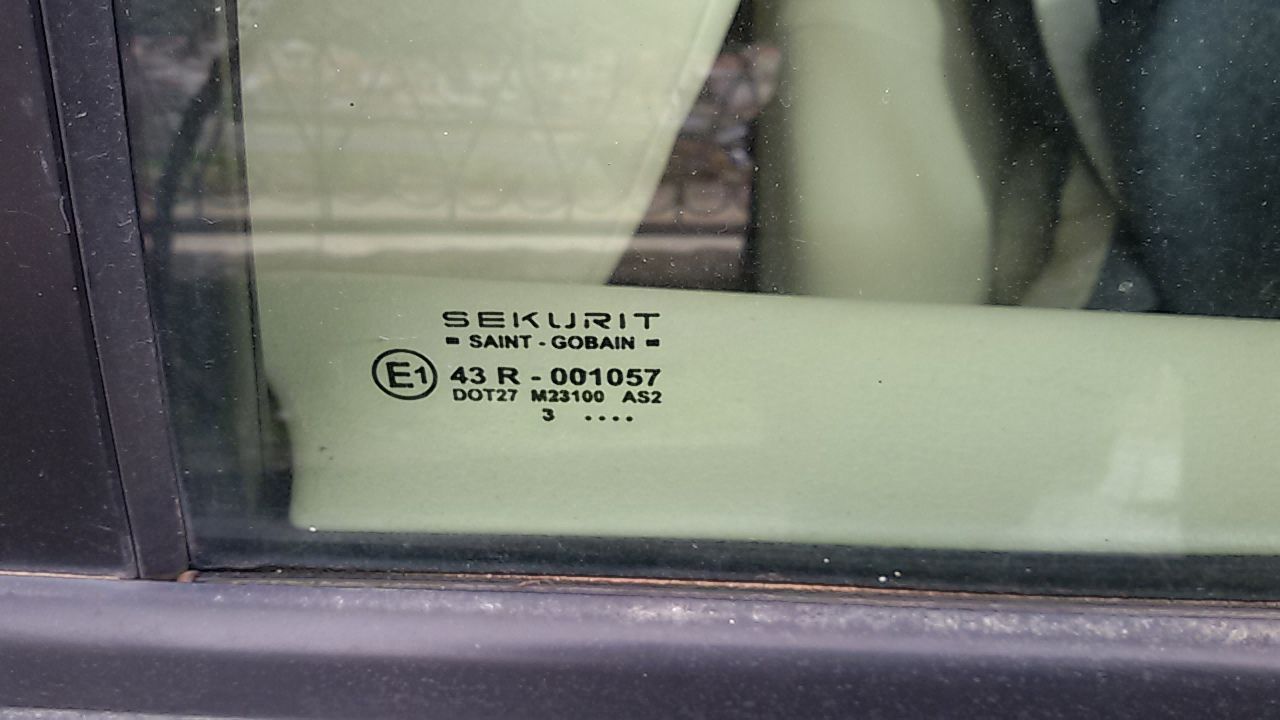 SEKURIT
= SAINT - GOBAIN =
E1 43 R - 001057
DOT27 M23100 AS2
3 ....